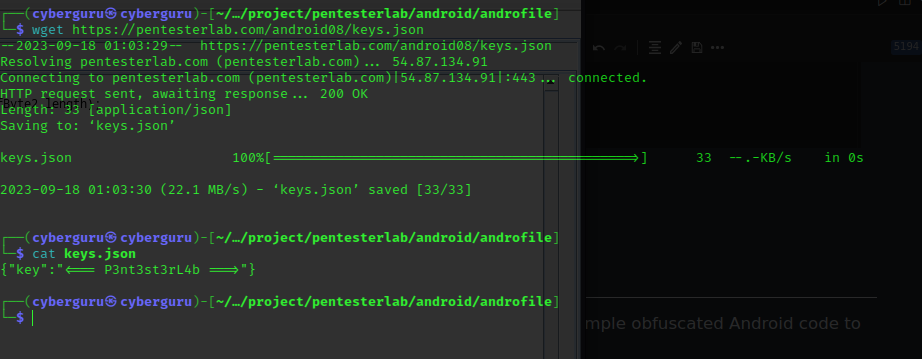 ┌──(cyberguru㉿cyberguru)-[~/…/project/pentesterlab/android/androfile]
└─$ wget https://pentesterlab.com/android08/keys.json
--2023-09-18 01:03:29--  https://pentesterlab.com/android08/keys.json
Resolving pentesterlab.com (pentesterlab.com)... 54.87.134.91
Connecting to pentesterlab.com (pentesterlab.com)|54.87.134.91|:443... connected.
HTTP request sent, awaiting response... 200 OK
Length: 33 [application/json]
Saving to: ‘keys.json’
keys.json                    100%[==============================================>]      33  --.-KB/s    in 0s
2023-09-18 01:03:30 (22.1 MB/s) - ‘keys.json’ saved [33/33]
┌──(cyberguru㉿cyberguru)-[~/…/project/pentesterlab/android/androfile]
└─$ cat keys.json
{"key":"<=== P3nt3st3rL4b ===>"}
┌──(cyberguru㉿cyberguru)-[~/…/project/pentesterlab/android/androfile]
└─$
5194
mple obfuscated Android code to